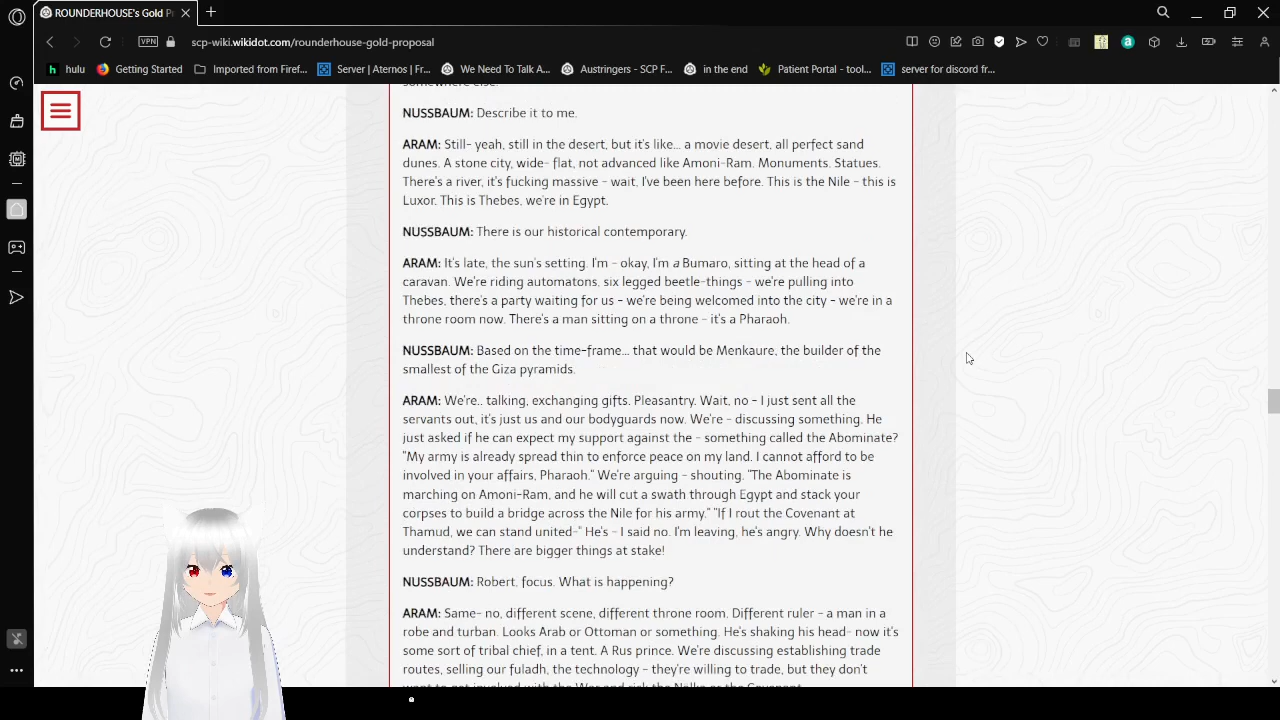 ROUNDERHOUSE's Gold P
scp-wiki.wikidot.com/rounderhouse-gold-proposal
VPN
hulu
Getting Started
Imported from Firef...
Server | Aternos | Fr...
We Need To Talk A...
Austringers - SCP F...
in the end
Patient Portal - tool...
server for discord fr...
somewhere else.
NUSSBAUM: Describe it to me.
ARAM: Still- yeah, still in the desert, but it's like... a movie desert, all perfect sand
dunes. A stone city, wide- flat, not advanced like Amoni-Ram. Monuments. Statues.
There's a river, it's fucking massive - wait, I've been here before. This is the Nile - this is
Luxor. This is Thebes, we're in Egypt.
NUSSBAUM: There is our historical contemporary.
ARAM: It's late, the sun's setting. I'm - okay, I'm a Bumaro, sitting at the head of a
caravan. We're riding automatons, six legged beetle-things - we're pulling into
Thebes, there's a party waiting for us - we're being welcomed into the city - we're in a
throne room now. There's a man sitting on a throne - it's a Pharaoh.
NUSSBAUM: Based on the time-frame... that would be Menkaure, the builder of the
smallest of the Giza pyramids.
ARAM: We're.. talking, exchanging gifts. Pleasantry. Wait, no - I just sent all the
servants out, it's just us and our bodyguards now. We're - discussing something. He
just asked if he can expect my support against the - something called the Abominate?
"My army is already spread thin to enforce peace on my land. I cannot afford to be
involved in your affairs, Pharaoh." We're arguing - shouting. "The Abominate is
marching on Amoni-Ram, and he will cut a swath through Egypt and stack your
corpses to build a bridge across the Nile for his army." "If I rout the Covenant at
Thamud, we can stand united-" He's - I said no. I'm leaving, he's angry. Why doesn't he
understand? There are bigger things at stake!
NUSSBAUM: Robert, focus. What is happening?
ARAM: Same- no, different scene, different throne room. Different ruler - a man in a
robe and turban. Looks Arab or Ottoman or something. He's shaking his head- now it's
some sort of tribal chief, in a tent. A Rus prince. We're discussing establishing trade
routes, selling our fuladh, the technology - they're willing to trade, but they don't
want to get involved with the War and risk the Nälka or the Covenant.